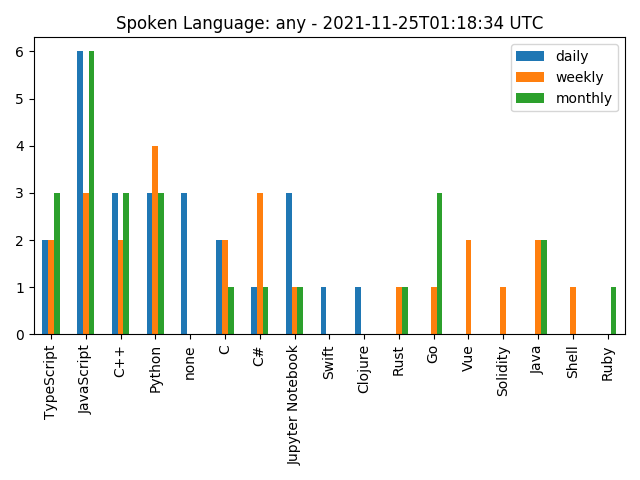 Spoken Language: any - 2021-11-25T01:18:34 UTC
daily
weekly
monthly
6
5
4
3
2
1
0
TypeScript
JavaScript
C++
Python
none
C
C#
Jupyter Notebook
Swift
Clojure
Rust
Go
Vue
Solidity
Java
Shell
Ruby